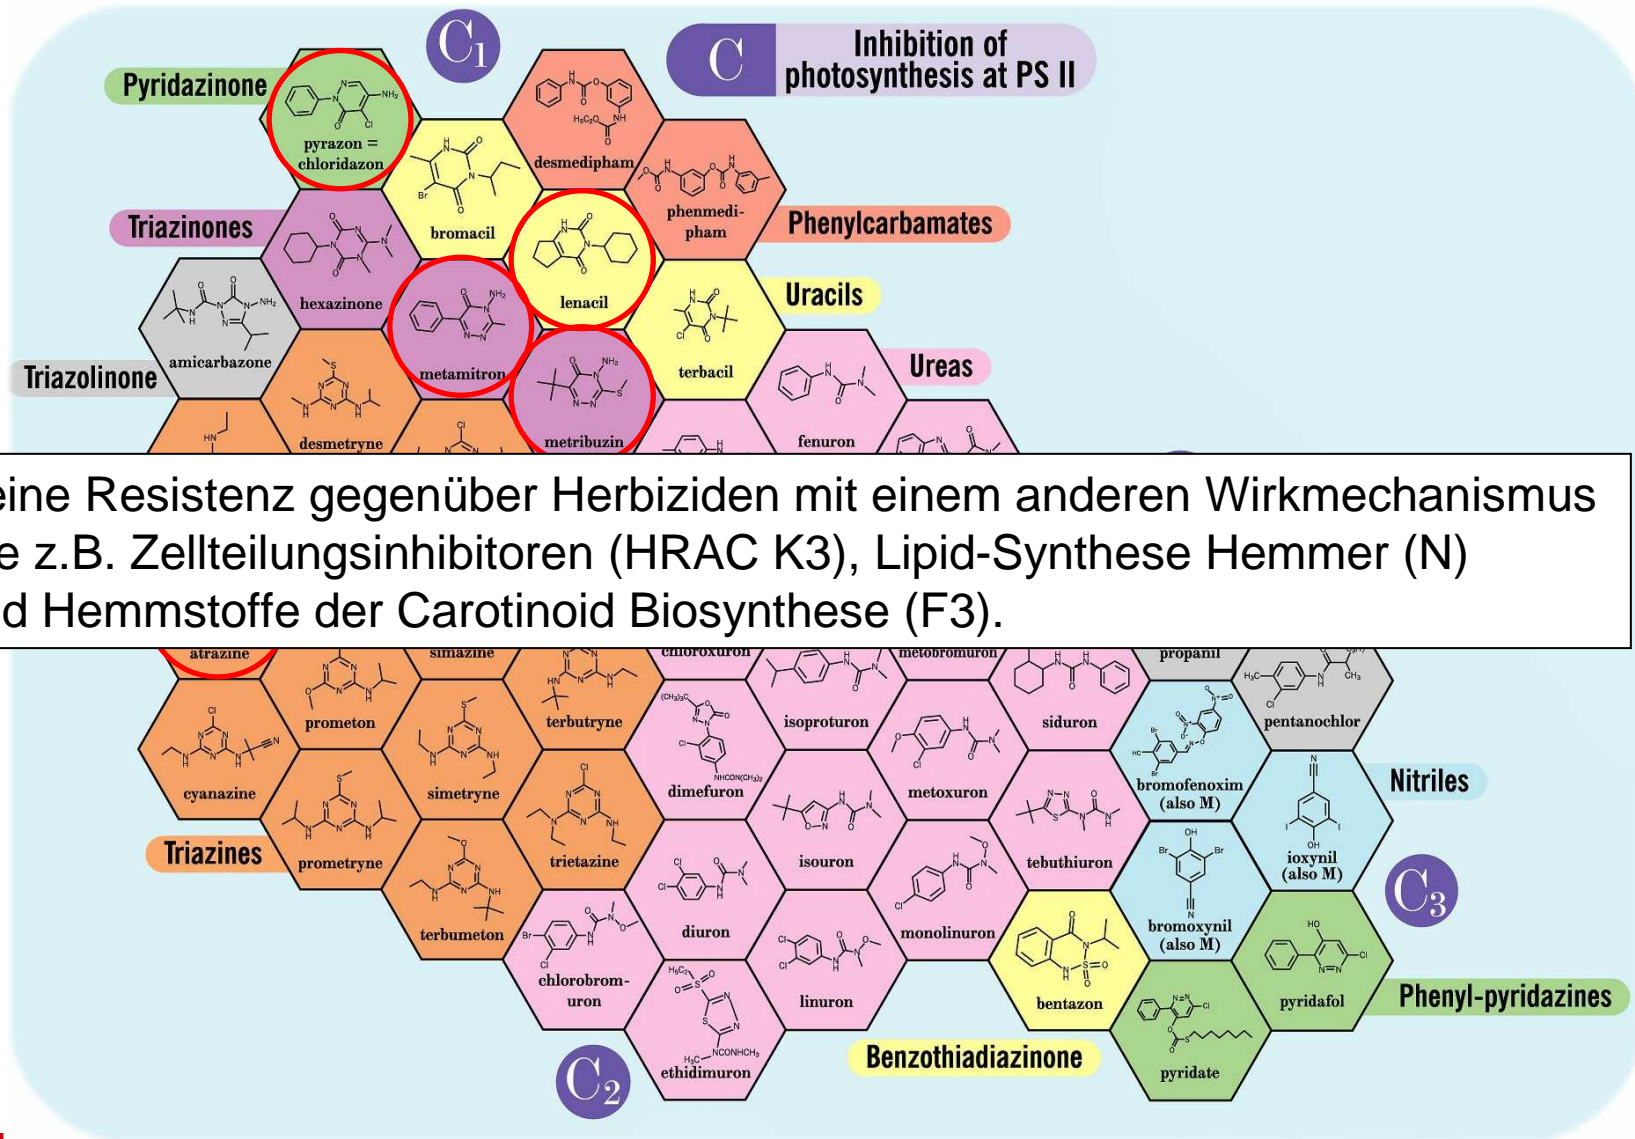 C1
C
Inhibition of
photosynthesis at PS II
Pyridazinone
pyrazon =
chloridazon
desmedipham
bromacil
phenmedi-
pham
Phenylcarbamates
Triazinones
hexazinone
lenacil
Uracils
amicarbazone
metamitron
terbacil
Triazolinone
Ureas
desmetryne
metribuzin
fenuron
eine Resistenz gegenüber Herbiziden mit einem anderen Wirkmechanismus
e z.B. Zellteilungsinhibitoren (HRAC K3), Lipid-Synthese Hemmer (N)
d Hemmstoffe der Carotinoid Biosynthese (F3).
atrazine
simazine
chloroxuron
metobromuron
propanil
prometon
terbutryne
isoproturon
siduron
pentanochlor
cyanazine
simetryne
dimefuron
metoxuron
bromofenoxim
(also M)
Nitriles
Triazines
prometryne
trietazine
isouron
tebuthiuron
ioxynil
(also M)
C3
terbumeton
diuron
monolinuron
bromoxynil
(also M)
chlorobrom-
uron
linuron
bentazon
pyridafol
Phenyl-pyridazines
C2
ethidimuron
Benzothiadiazinone
pyridate